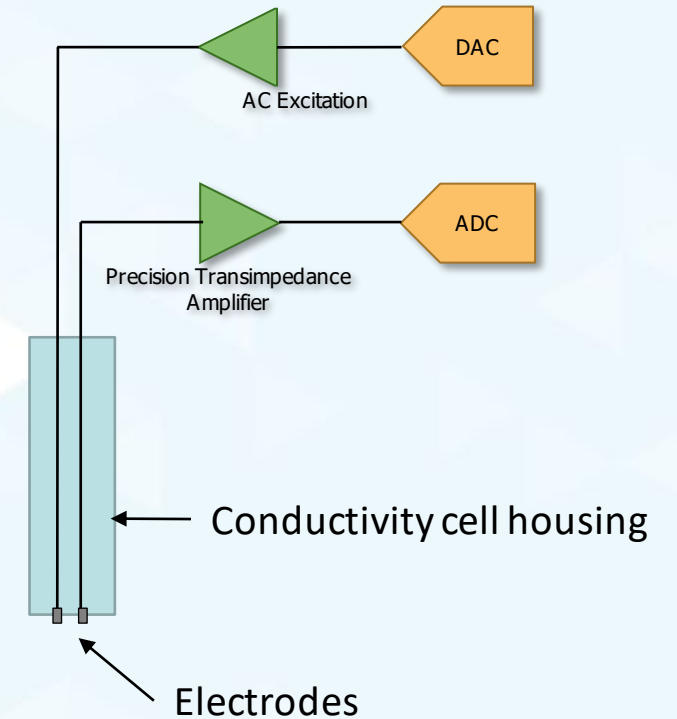 DAC
AC Excitation
ADC
Precision Transimpedance
Amplifier
Conductivity cell housing
Electrodes